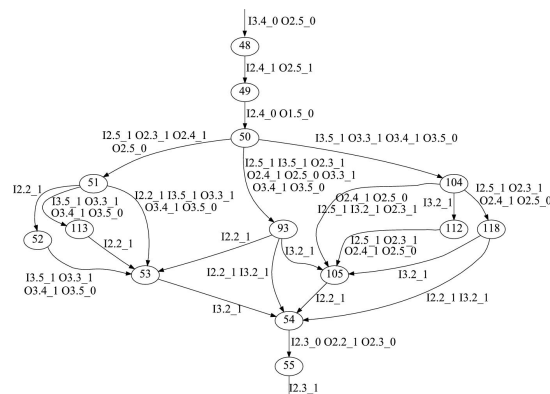 I3.4_0 O2.5_0
48
I2.4_1 O2.5_1
49
I2.4_0 O1.5_0
50
I2.5_1 O2.3_1 O2.4_1
O2.5_0
I2.5_1 I3.5_1 O2.3_1
O2.4_1 O2.5_0 O3.3_1
O3.4_1 O3.5_0
I3.5_1 O3.3_1 O3.4_1 O3.5_0
51
104
I2.2_1
I3.5_1 O3.3_1
O3.4_1 O3.5_0
I2.2_1 I3.5_1 O3.3_1
O3.4_1 O3.5_0
O2.4_1 O2.5_0
I2.5_1 I3.2_1 O2.3_1
I3.2_1
I2.5_1 O2.3_1
O2.4_1 O2.5_0
52
113
93
112
118
I2.2_1
I2.2_1
I3.2_1
I2.5_1 O2.3_1
O2.4_1 O2.5_0
I3.5_1 O3.3_1
O3.4_1 O3.5_0
53
I2.2_1 I3.2_1
105
I3.2_1
I3.2_1
I2.2_1
I2.2_1 I3.2_1
54
I2.3_0 O2.2_1 O2.3_0
55
I2.3_1